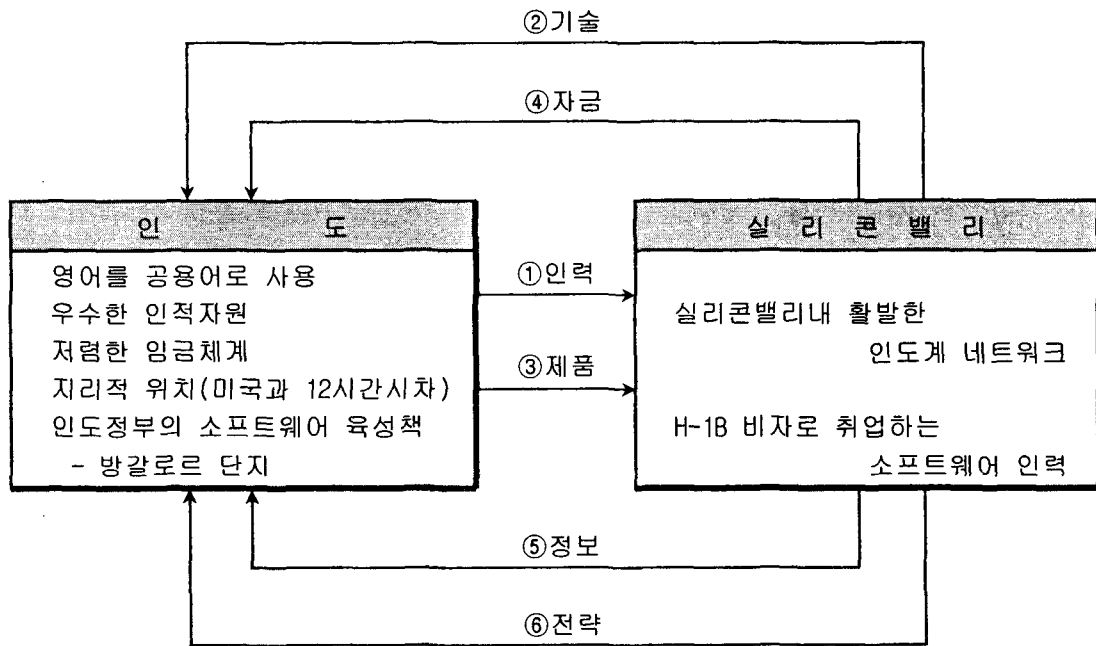 ②기술
④자금
인 도
실 리 콘 밸 리
영어를 공용어로 사용
우수한 인적자원
저렴한 임금체계
지리적 위치(미국과 12시간시차)
인도정부의 소프트웨어 육성책
- 방갈로르 단지
①인력
③제품
실리콘밸리내 활발한
인도계 네트워크
H-1B 비자로 취업하는
소프트웨어 인력
⑤정보
⑥전략